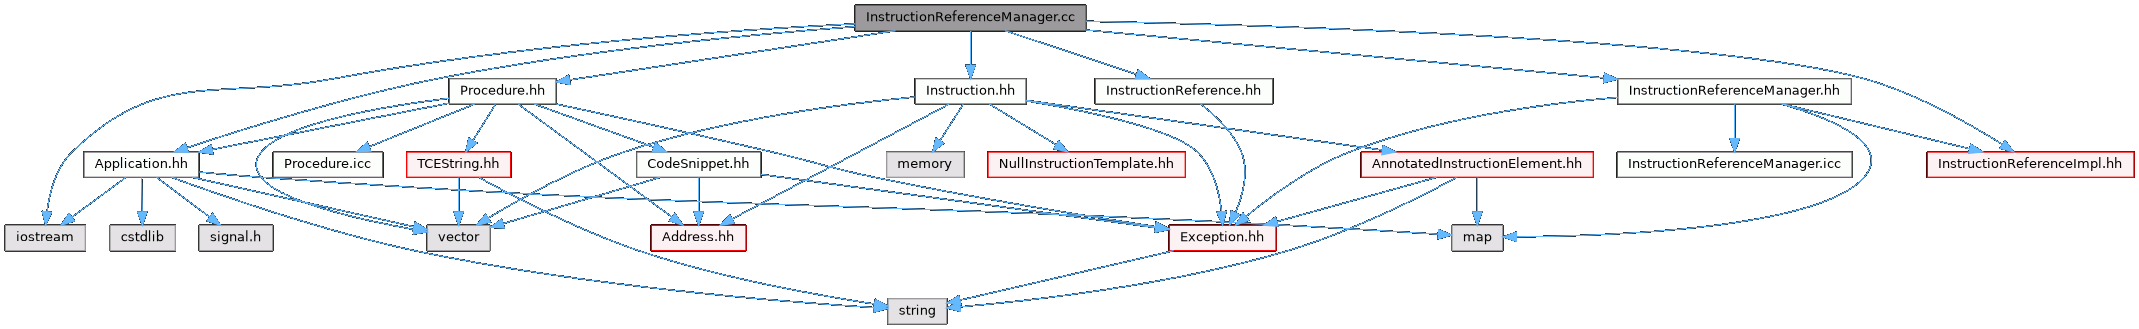 InstructionReferenceManager.cc
Procedure.hh
Instruction.hh
InstructionReference.hh
InstructionReferenceManager.hh
Application.hh
Procedure.icc
TCEString.hh
CodeSnippet.hh
memory
NullInstructionTemplate.hh
AnnotatedInstructionElement.hh
InstructionReferenceManager.icc
InstructionReferenceImpl.hh
iostream
cstdlib
signal.h
vector
Address.hh
Exception.hh
map
string